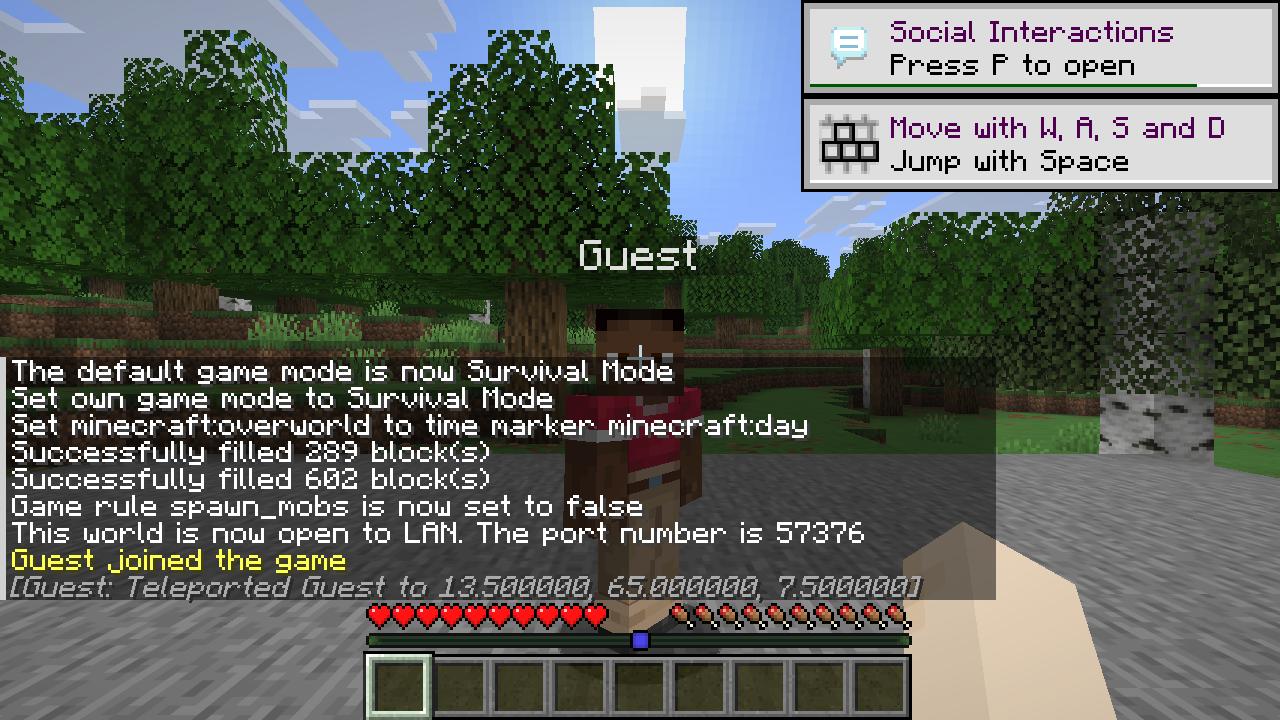 Social Interactions
Press P to open
Move with W, A, S and D
Jump with Space
Guest
The default game mode is now Survival Mode
Set own game mode to Survival Mode
Set minecraft:overworld to time marker minecraft:day
Successfully filled 289 block(s)
Successfully filled 602 block(s)
Game rule spawn_mobs is now set to false
This world is now open to LAN. The port number is 57376
Guest joined the game
[Guest: Teleported Guest to 13.500000, 65.000000, 7.500000]